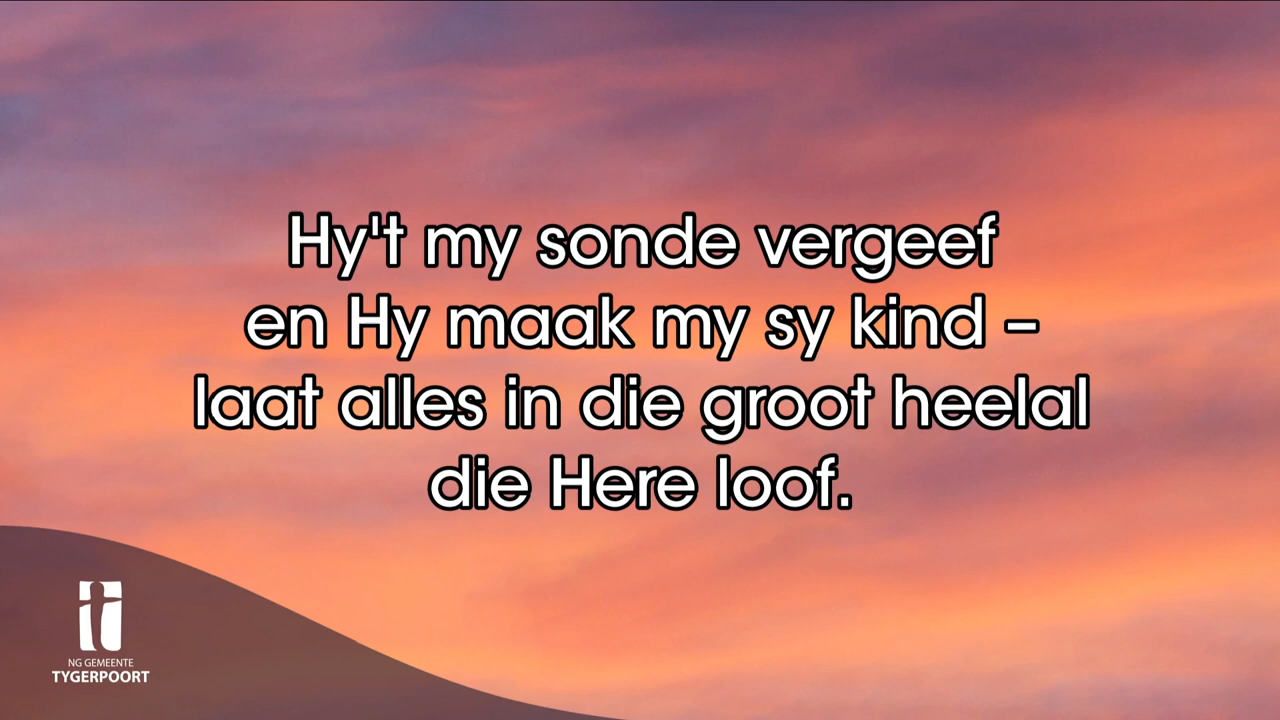 Hy't my sonde vergeef
en Hy maak my sy kind –
laat alles in die groot heelal
die Here loof.
NG GEMEENTE
TYGERPOORT